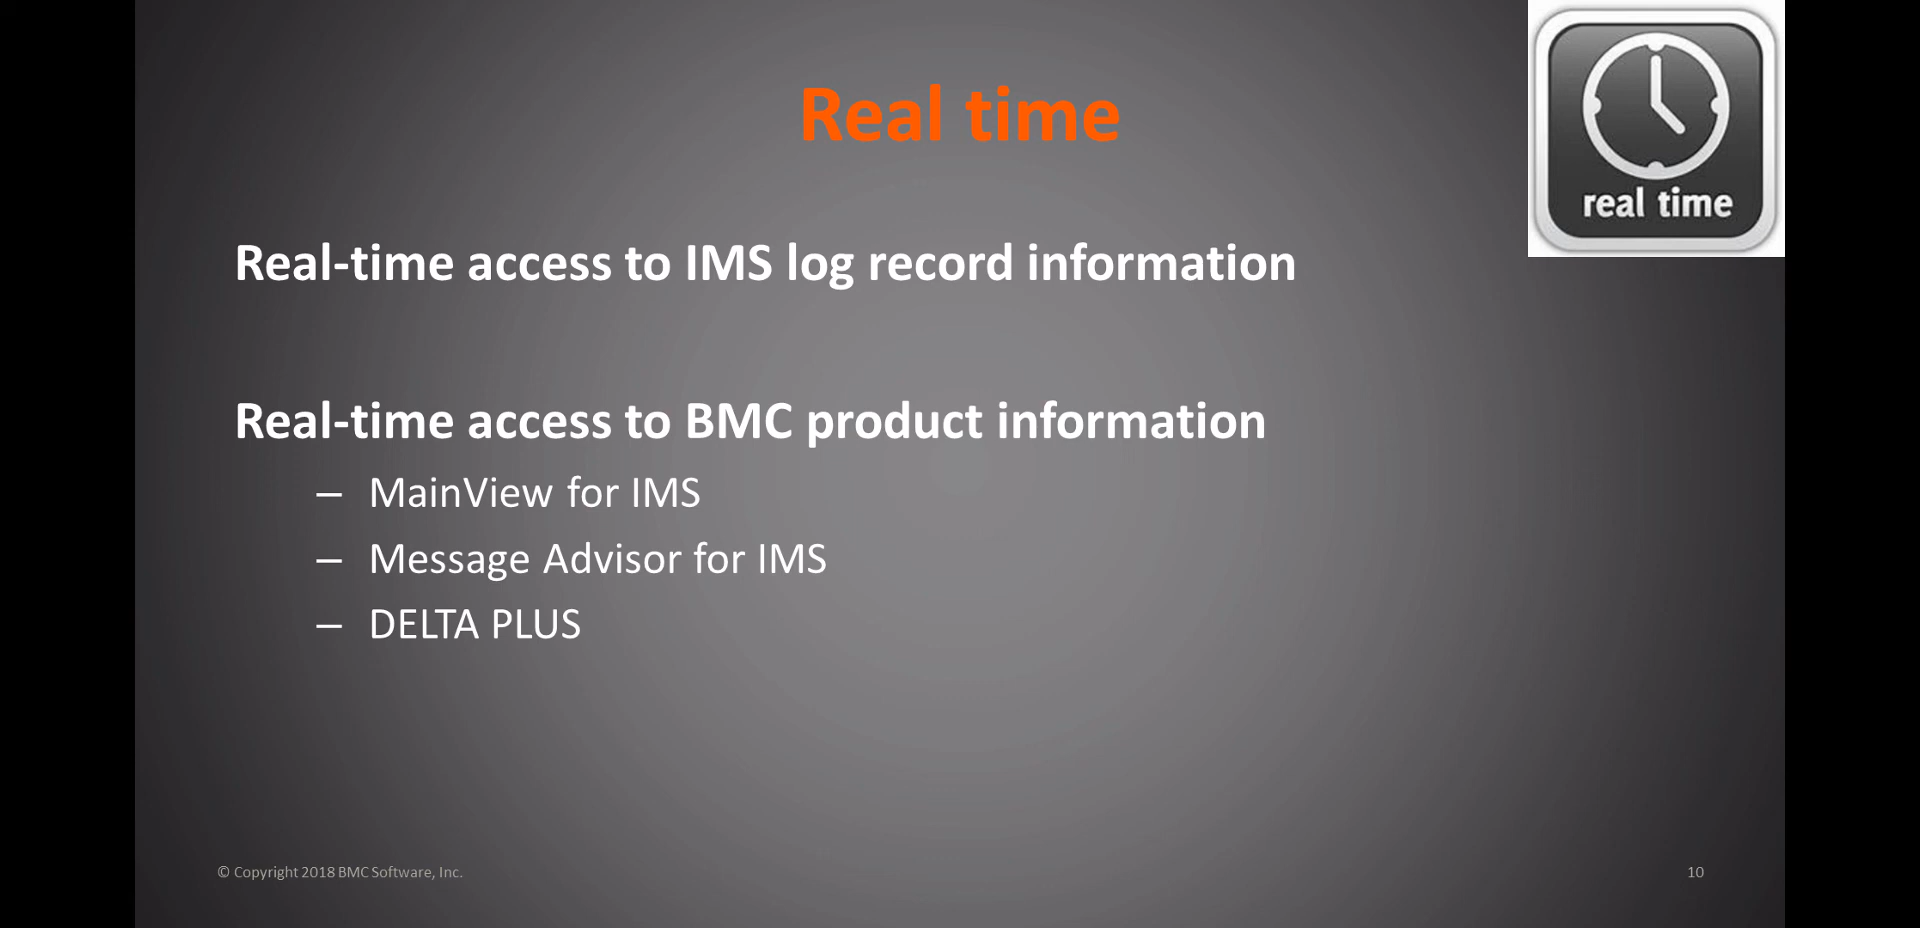 Real time
real time
Real-time access to IMS log record information
Real-time access to BMC product information
– MainView for IMS
– Message Advisor for IMS
– DELTA PLUS
© Copyright 2018 BMC Software, Inc.
10